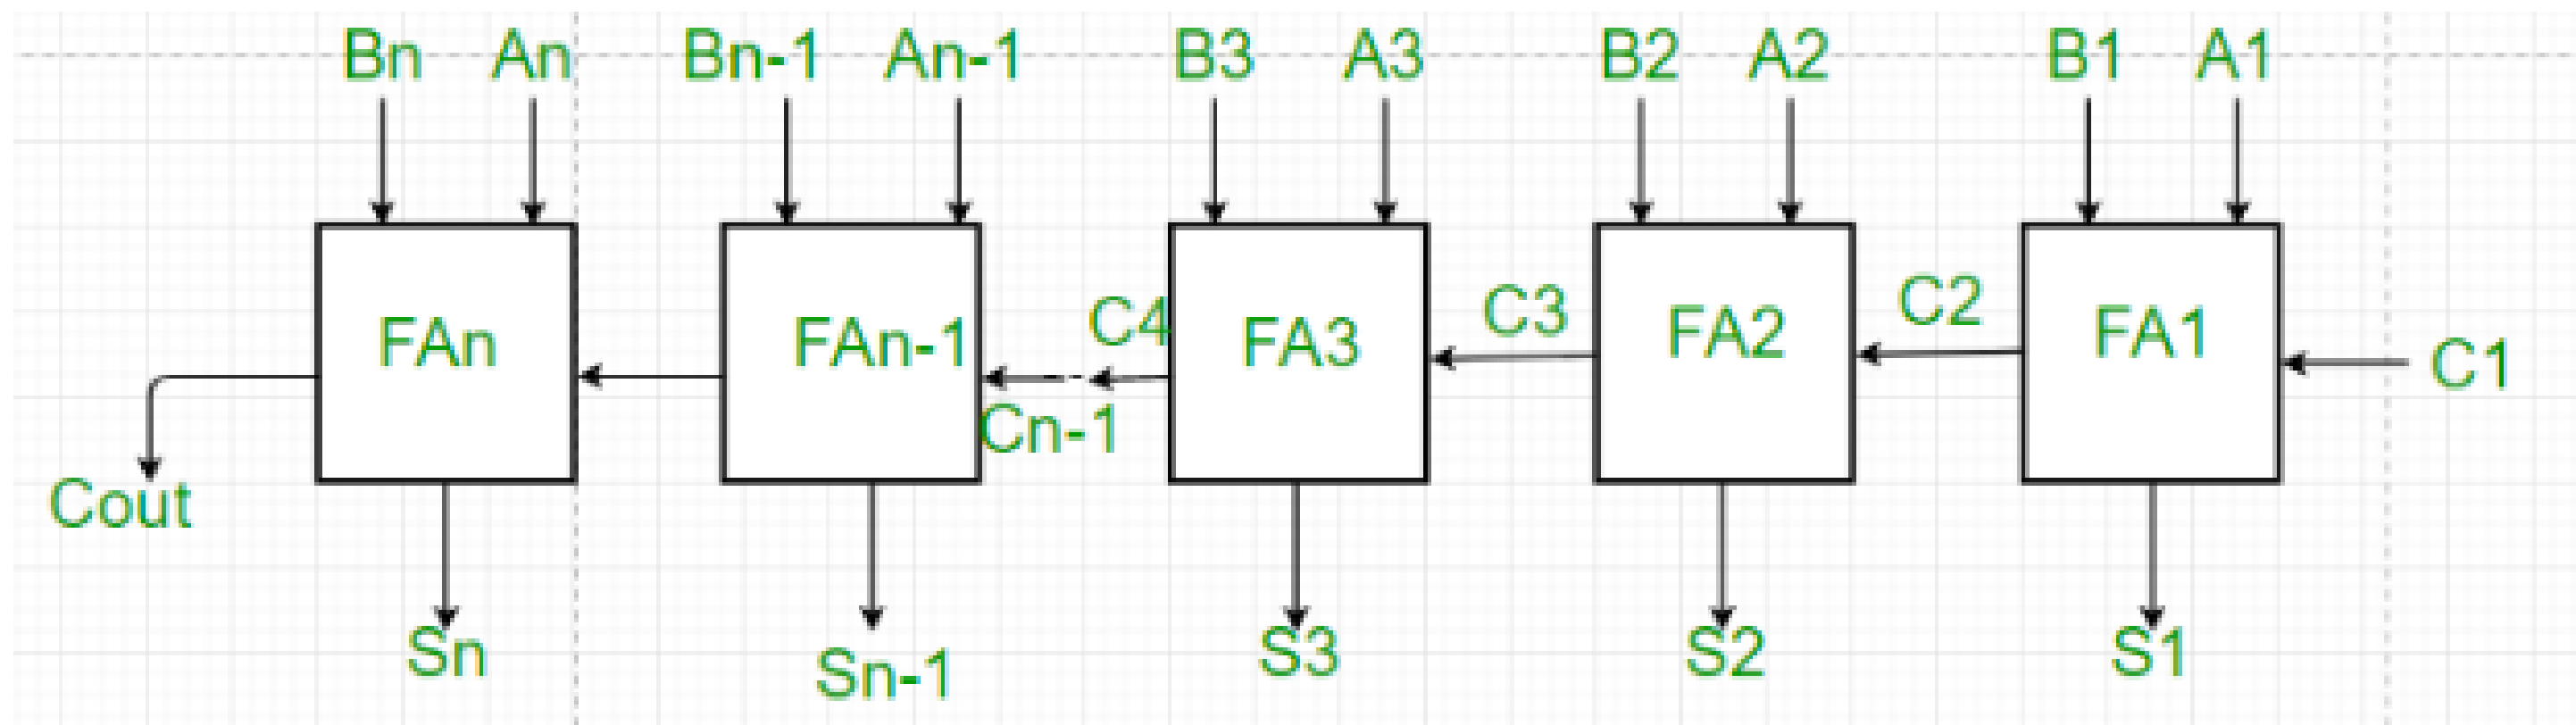 Bn An Bn-1 An-1 B3 A3 B2 A2 B1 A1
FAn FAn-1 C4 FA3 C3 FA2 C2 FA1 C1
Cn-1
Cout
Sn Sn-1 S3 S2 S1